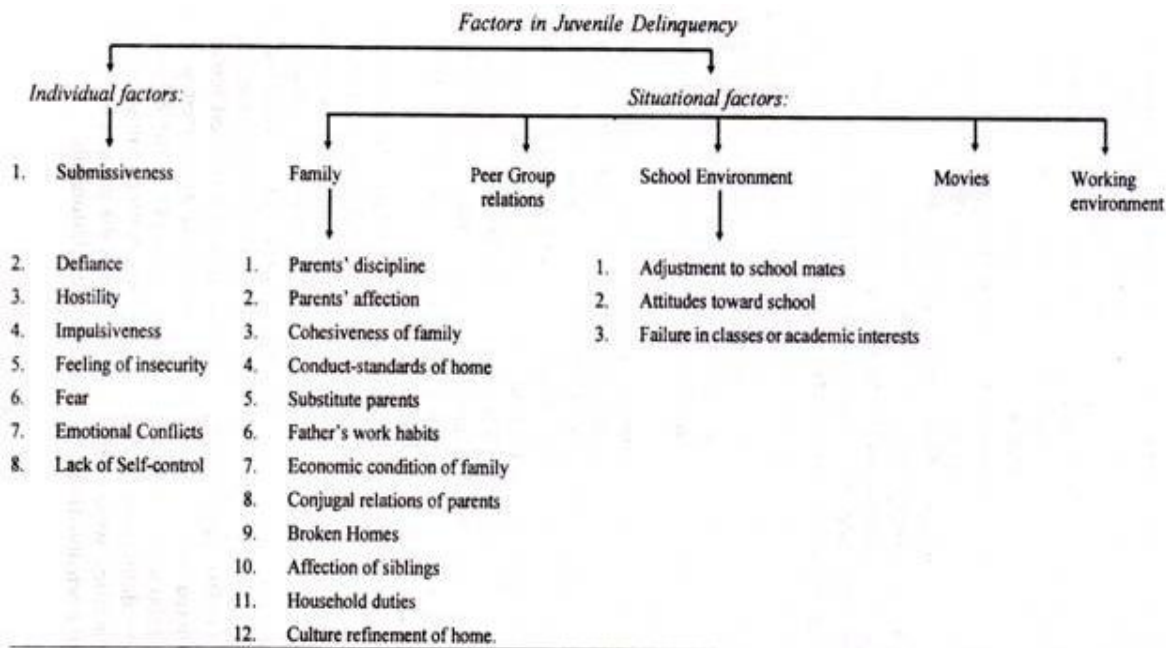 Factors in Juvenile Delinquency
Individual factors:
Situational factors:
1. Submissiveness
Family
Peer Group
relations
School Environment
Movies
Working
environment
2. Defiance
3. Hostility
4. Impulsiveness
5. Feeling of insecurity
6. Fear
7. Emotional Conflicts
8. Lack of Self-control
1. Parents' discipline
2. Parents' affection
3. Cohesiveness of family
4. Conduct-standards of home
5. Substitute parents
6. Father's work habits
7. Economic condition of family
8. Conjugal relations of parents
9. Broken Homes
10. Affection of siblings
11. Household duties
12. Culture refinement of home.
1. Adjustment to school mates
2. Attitudes toward school
3. Failure in classes or academic interests